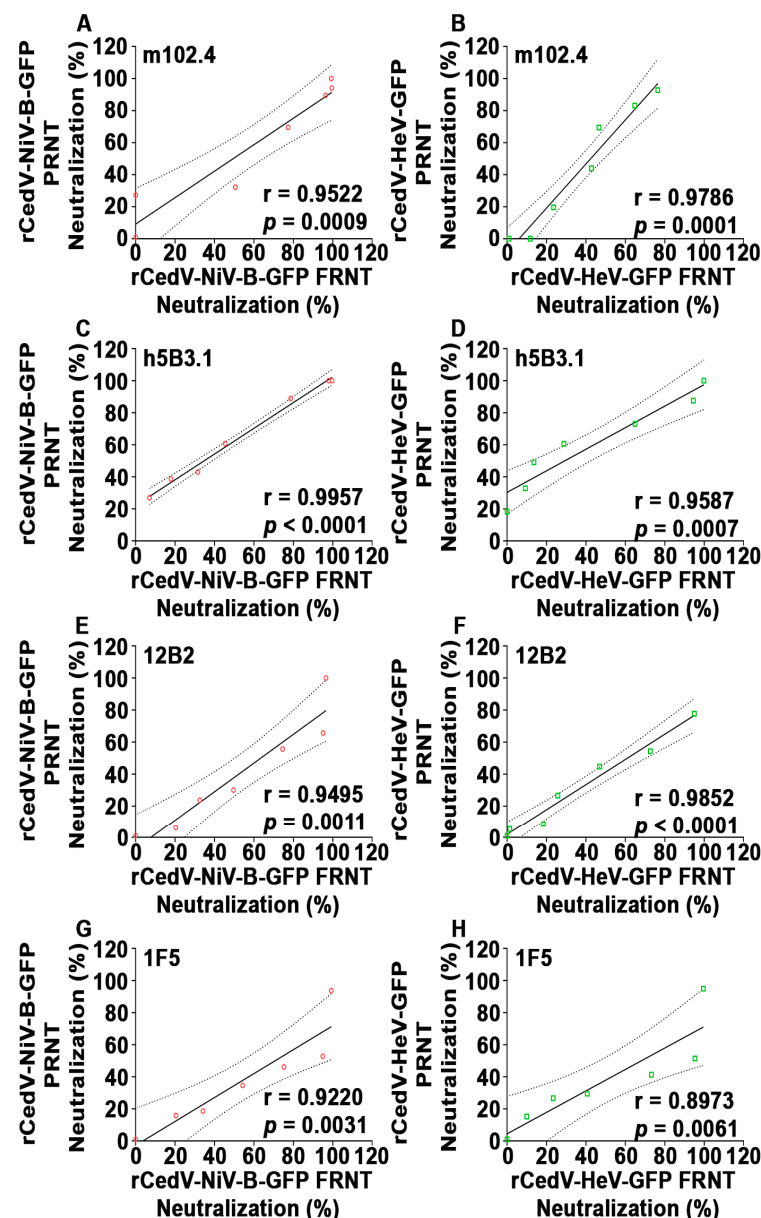 A
rCedV-NiV-B-GFP
PRNT
Neutralization (%)
120
100
80
60
40
20
0
m102.4
r = 0.9522
p = 0.0009
0 20 40 60 80 100 120
rCedV-NiV-B-GFP FRNT
Neutralization (%)
B
rCedV-HeV-GFP
PRNT
Neutralization (%)
120
100
80
60
40
20
0
m102.4
r = 0.9786
p = 0.0001
0 20 40 60 80 100 120
rCedV-HeV-GFP FRNT
Neutralization (%)
C
rCedV-NiV-B-GFP
PRNT
Neutralization (%)
120
100
80
60
40
20
0
h5B3.1
r = 0.9957
p < 0.0001
0 20 40 60 80 100 120
rCedV-NiV-B-GFP FRNT
Neutralization (%)
D
rCedV-HeV-GFP
PRNT
Neutralization (%)
120
100
80
60
40
20
0
h5B3.1
r = 0.9587
p = 0.0007
0 20 40 60 80 100 120
rCedV-HeV-GFP FRNT
Neutralization (%)
E
rCedV-NiV-B-GFP
PRNT
Neutralization (%)
120
100
80
60
40
20
0
12B2
r = 0.9495
p = 0.0011
0 20 40 60 80 100 120
rCedV-NiV-B-GFP FRNT
Neutralization (%)
F
rCedV-HeV-GFP
PRNT
Neutralization (%)
120
100
80
60
40
20
0
12B2
r = 0.9852
p < 0.0001
0 20 40 60 80 100 120
rCedV-HeV-GFP FRNT
Neutralization (%)
G
rCedV-NiV-B-GFP
PRNT
Neutralization (%)
120
100
80
60
40
20
0
1F5
r = 0.9220
p = 0.0031
0 20 40 60 80 100 120
rCedV-NiV-B-GFP FRNT
Neutralization (%)
H
rCedV-HeV-GFP
PRNT
Neutralization (%)
120
100
80
60
40
20
0
1F5
r = 0.8973
p = 0.0061
0 20 40 60 80 100 120
rCedV-HeV-GFP FRNT
Neutralization (%)